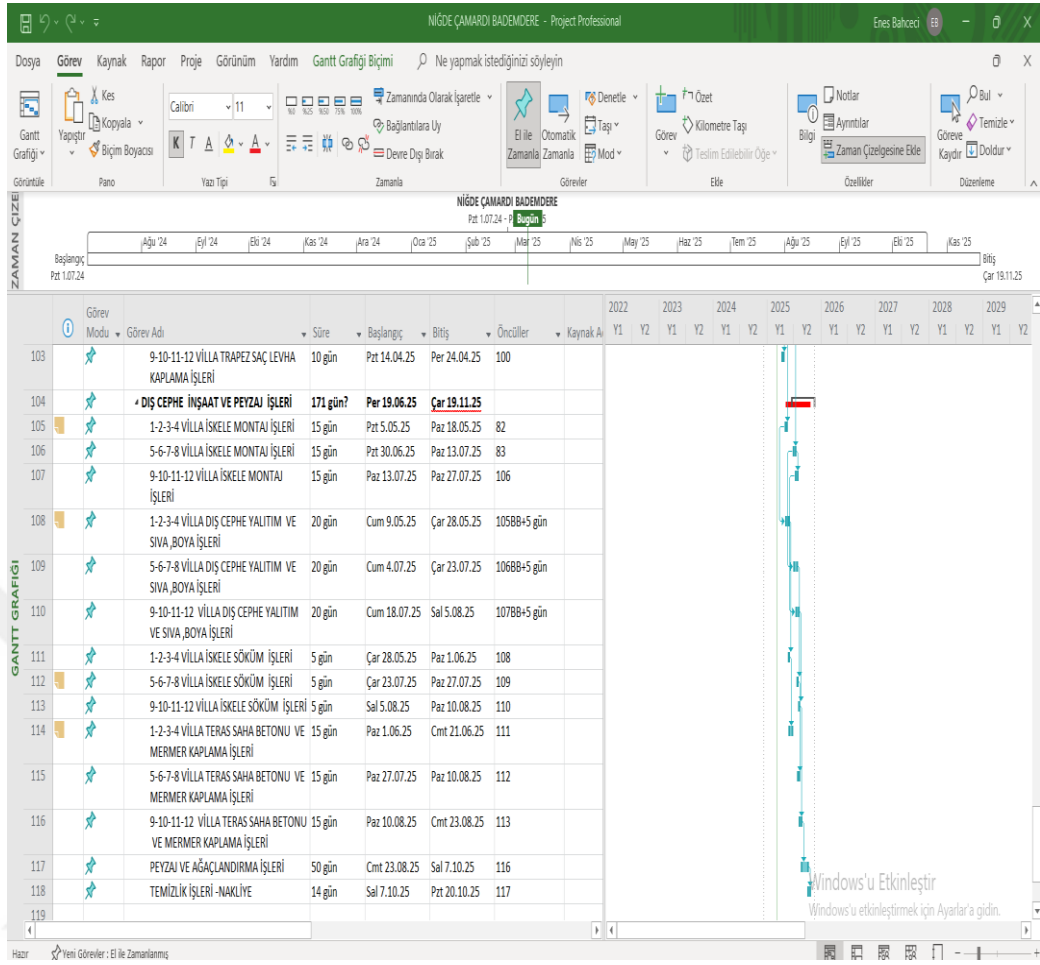 NİĞDE ÇAMARDI BADEMDERE - Project Professional
Enes Bahceci EB
Dosya Görev Kaynak Rapor Proje Görünüm Yardım Gantt Grafiği Biçimi Ne yapmak istediğinizi söyleyin
Gantt Grafiği
Görüntüle
Yapıştır
Kes
Kopyala
Biçim Boyacısı
Pano
Calibri 11
K T A A
Yazı Tipi
%0 %25 %50 75% 100%
Zamanında Olarak İşaretle
Bağlantılara Uy
Devre Dışı Bırak
Zamanla
El ile Zamanla
Otomatik Zamanla
Denetle
Taşı
Mod
Görevler
Görev
Özet
Kilometre Taşı
Teslim Edilebilir Öğe
Ekle
Bilgi
Notlar
Ayrıntılar
Zaman Çizelgesine Ekle
Özellikler
Göreve Kaydır
Bul
Temizle
Doldur
Düzenleme
ZAMAN ÇIZE
NİĞDE ÇAMARDI BADEMDERE
Pzt 1.07.24 - P
Bugün
Ağu '24 Eyl '24 Eki '24 Kas '24 Ara '24 Oca '25 Şub '25 Mar '25 Nis '25 May '25 Haz '25 Tem '25 Ağu '25 Eyl '25 Eki '25 Kas '25
Başlangıç
Pzt 1.07.24
Bitiş
Çar 19.11.25
GANTT GRAFIĞI
Görev Modu Görev Adı Süre Başlangıç Bitiş Öncüller Kaynak A
2022 2023 2024 2025 2026 2027 2028 2029
Y1 Y2 Y1 Y2 Y1 Y2 Y1 Y2 Y1 Y2 Y1 Y2 Y1 Y2 Y1 Y2
103 9-10-11-12 VİLLA TRAPEZ SAÇ LEVHA 10 gün Pzt 14.04.25 Per 24.04.25 100
KAPLAMA İŞLERİ
104 DIŞ CEPHE İNŞAAT VE PEYZAJ İŞLERİ 171 gün? Per 19.06.25 Çar 19.11.25
105 1-2-3-4 VİLLA İSKELE MONTAJ İŞLERİ 15 gün Pzt 5.05.25 Paz 18.05.25 82
106 5-6-7-8 VİLLA İSKELE MONTAJ İŞLERİ 15 gün Pzt 30.06.25 Paz 13.07.25 83
107 9-10-11-12 VİLLA İSKELE MONTAJ 15 gün Paz 13.07.25 Paz 27.07.25 106
İŞLERİ
108 1-2-3-4 VİLLA DIŞ CEPHE YALITIM VE 20 gün Cum 9.05.25 Çar 28.05.25 105BB+5 gün
SIVA ,BOYA İŞLERİ
109 5-6-7-8 VİLLA DIŞ CEPHE YALITIM VE 20 gün Cum 4.07.25 Çar 23.07.25 106BB+5 gün
SIVA ,BOYA İŞLERİ
110 9-10-11-12 VİLLA DIŞ CEPHE YALITIM 20 gün Cum 18.07.25 Sal 5.08.25 107BB+5 gün
VE SIVA ,BOYA İŞLERİ
111 1-2-3-4 VİLLA İSKELE SÖKÜM İŞLERİ 5 gün Çar 28.05.25 Paz 1.06.25 108
112 5-6-7-8 VİLLA İSKELE SÖKÜM İŞLERİ 5 gün Çar 23.07.25 Paz 27.07.25 109
113 9-10-11-12 VİLLA İSKELE SÖKÜM İŞLERİ 5 gün Sal 5.08.25 Paz 10.08.25 110
114 1-2-3-4 VİLLA TERAS SAHA BETONU VE 15 gün Paz 1.06.25 Cmt 21.06.25 111
MERMER KAPLAMA İŞLERİ
115 5-6-7-8 VİLLA TERAS SAHA BETONU VE 15 gün Paz 27.07.25 Paz 10.08.25 112
MERMER KAPLAMA İŞLERİ
116 9-10-11-12 VİLLA TERAS SAHA BETONU 15 gün Paz 10.08.25 Cmt 23.08.25 113
VE MERMER KAPLAMA İŞLERİ
117 PEYZAJ VE AĞAÇLANDIRMA İŞLERİ 50 gün Cmt 23.08.25 Sal 7.10.25 116
118 TEMİZLİK İŞLERİ -NAKLİYE 14 gün Sal 7.10.25 Pzt 20.10.25 117
119
Windows'u Etkinleştir
Windows'u etkinleştirmek için Ayarlar'a gidin.
Hazır Yeni Görevler : El ile Zamanlanmış